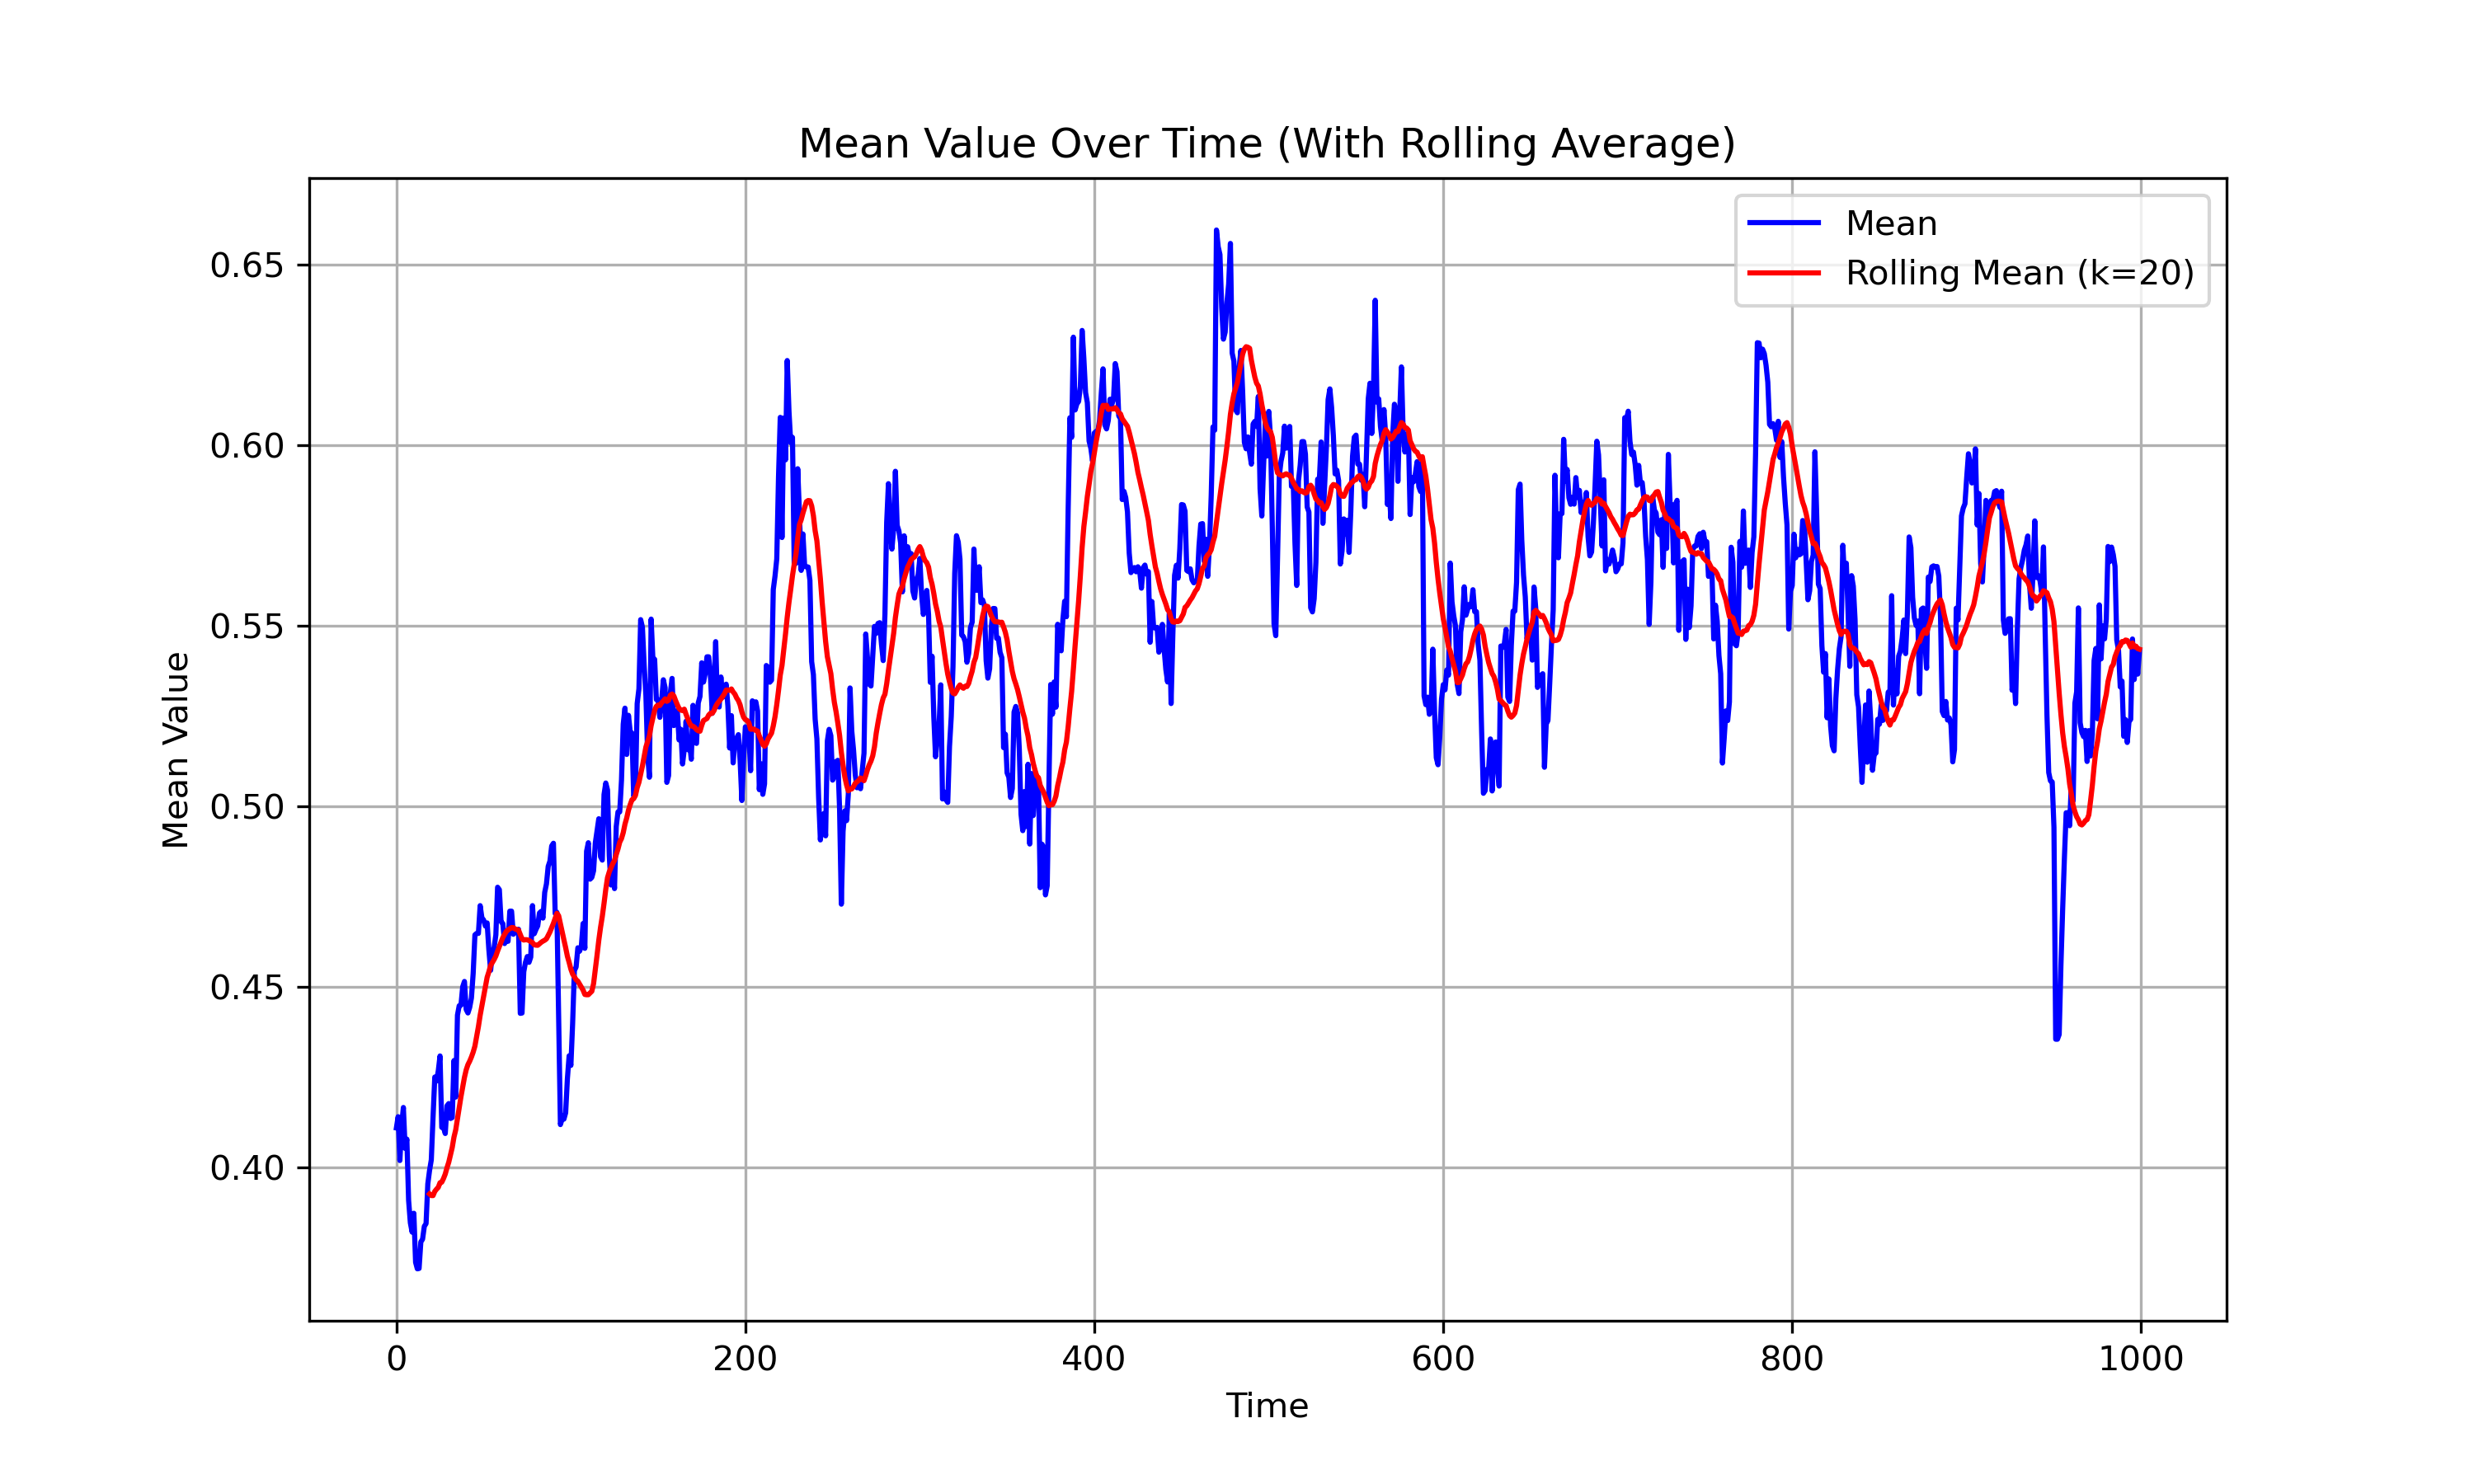 Mean Value Over Time (With Rolling Average)
Mean
Rolling Mean (k=20)
Mean Value
0.65
0.60
0.55
0.50
0.45
0.40
0 200 400 600 800 1000
Time